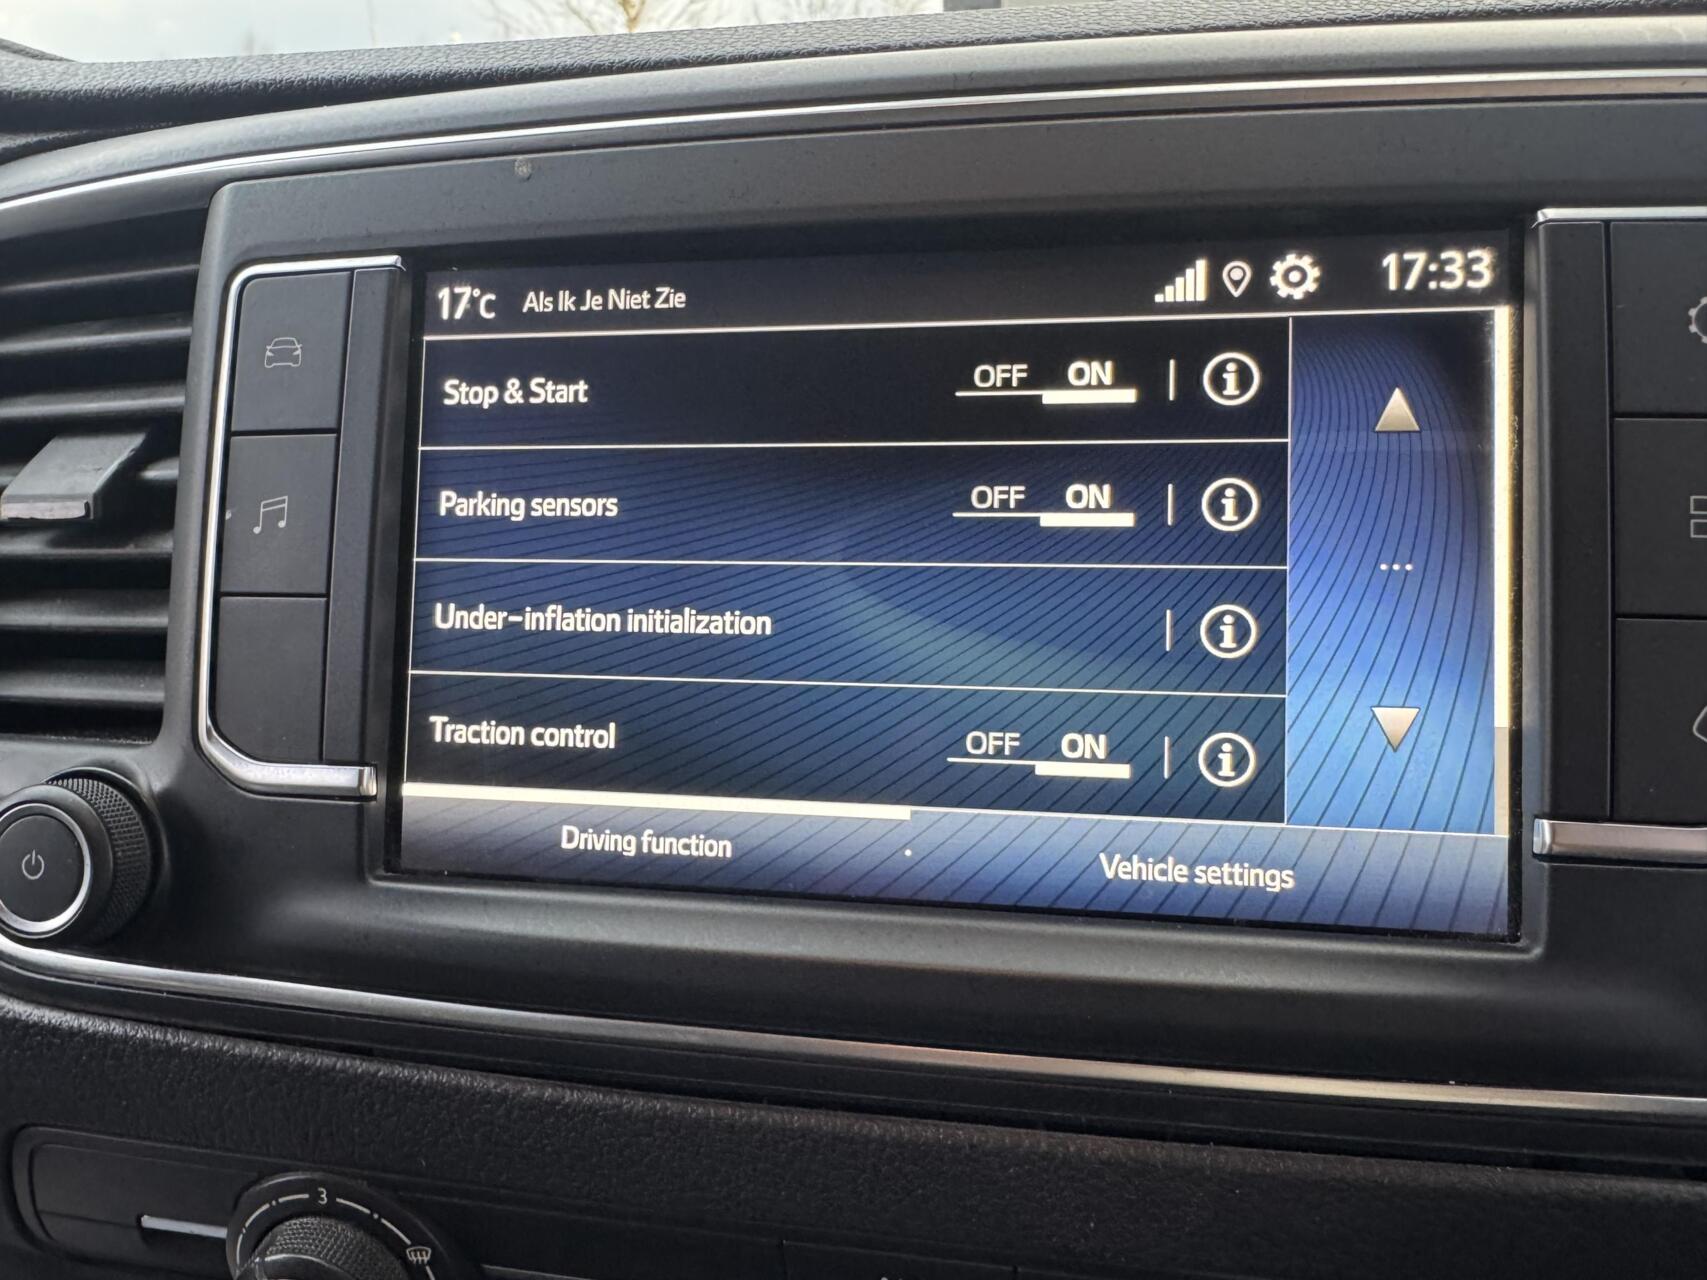 17°C Als Ik Je Niet Zie 17:33
Stop & Start OFF ON
Parking sensors OFF ON
Under-inflation initialization
Traction control OFF ON
Driving function Vehicle settings
3